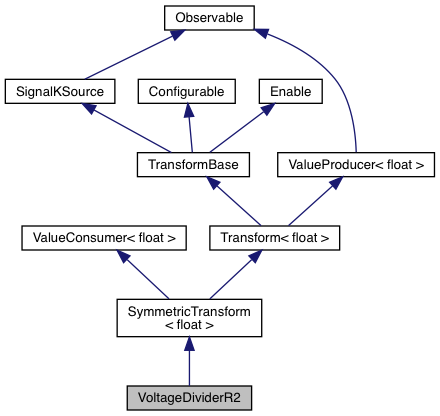 Observable
SignalKSource
Configurable
Enable
TransformBase
ValueProducer< float >
ValueConsumer< float >
Transform< float >
SymmetricTransform
< float >
VoltageDividerR2